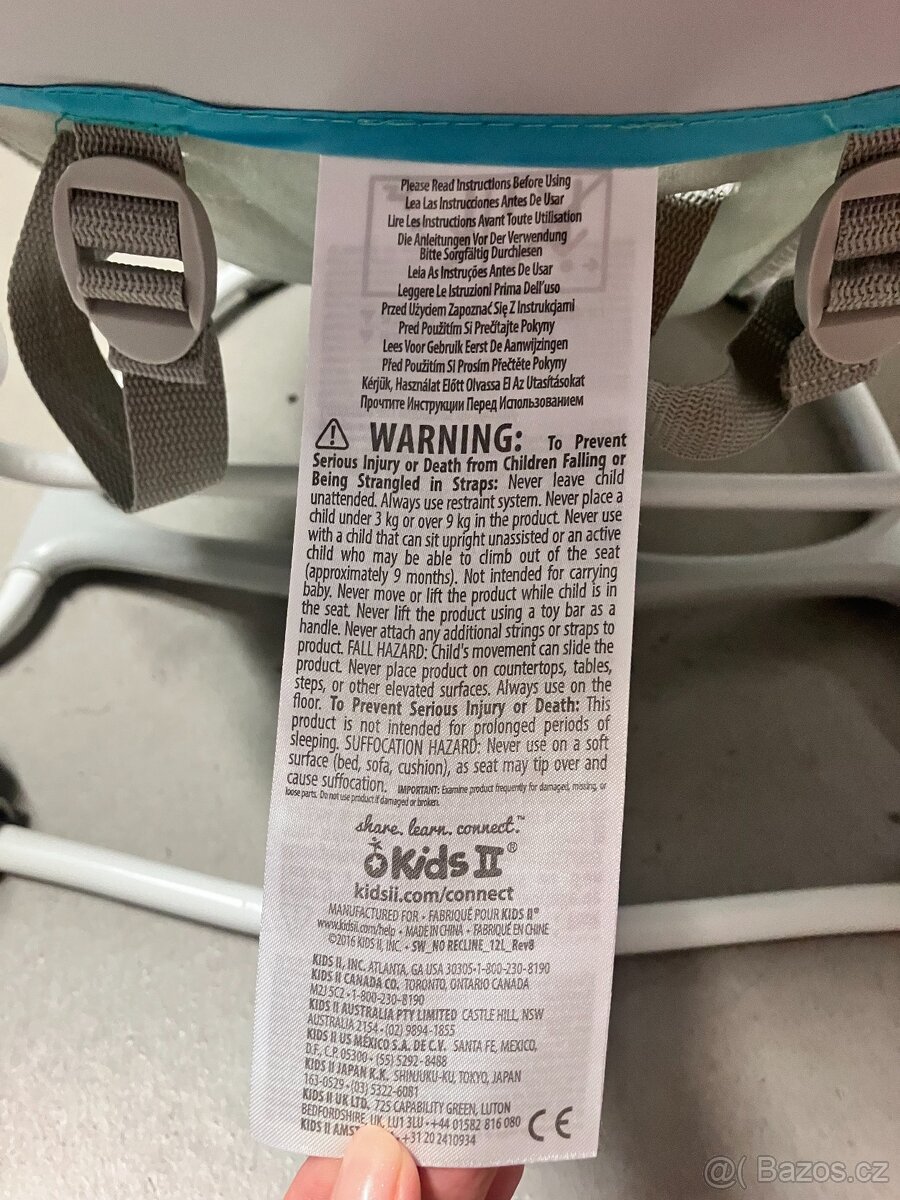 Please Read Instructions Before Using
Lea Las Instrucciones Antes De Usar
Lire Les Instructions Avant Toute Utilisation
Die Anleitungen Vor Der Verwendung
Bitte Sorgfältig Durchlesen
Leia As Instruções Antes De Usar
Leggere Le Istruzioni Prima Dell'uso
Przed Użyciem Zapoznać Się Z Instrukcjami
Pred Použitím Si Prečítajte Pokyny
Lees Voor Gebruik Eerst De Aanwijzingen
Před Použitím SI Prosím Přečtěte Pokyny
Kérjük, Használat Előtt Olvassa El Az Utasításokat
Прочтите Инструкции Перед Использованием
WARNING: To Prevent
Serious Injury or Death from Children Falling or
Being Strangled in Straps: Never leave child
unattended. Always use restraint system. Never place a
child under 3 kg or over 9 kg in the product. Never use
with a child that can sit upright unassisted or an active
child who may be able to climb out of the seat
(approximately 9 months). Not intended for carrying
baby. Never move or lift the product while child is in
the seat. Never lift the product using a toy bar as a
handle. Never attach any additional strings or straps to
product. FALL HAZARD: Child's movement can slide the
product. Never place product on countertops, tables,
steps, or other elevated surfaces. Always use on the
floor. To Prevent Serious Injury or Death: This
product is not intended for prolonged periods of
sleeping. SUFFOCATION HAZARD: Never use on a soft
surface (bed, sofa, cushion), as seat may tip over and
cause suffocation. IMPORTANT: Examine product frequently for damaged, missing, or
loose parts. Do not use product if damaged or broken.
share. learn. connect.™
Kids II®
kidsii.com/connect
MANUFACTURED FOR • FABRIQUÉ POUR KIDS II®
www.kidsii.com/help • MADE IN CHINA • FABRIQUÉ EN CHINE
©2016 KIDS II, INC. • SW_NO RECLINE_12L_Rev8
KIDS II, INC. ATLANTA, GA USA 30305•1-800-230-8190
KIDS II CANADA CO. TORONTO, ONTARIO CANADA
M2J 5C2 • 1-800-230-8190
KIDS II AUSTRALIA PTY LIMITED CASTLE HILL, NSW
AUSTRALIA 2154 • (02) 9894-1855
KIDS II US MÉXICO S.A. DE C.V. SANTA FE, MEXICO,
D.F., C.P. 05300 • (55) 5292-8488
KIDS II JAPAN K.K. SHINJUKU-KU, TOKYO, JAPAN
163-0529 • (03) 5322-6081
KIDS II UK LTD. 725 CAPABILITY GREEN, LUTON
BEDFORDSHIRE, UK, LU1 3LU • +44 01582 816 080
KIDS II +31 20 2410934
CE
@( Bazos.cz